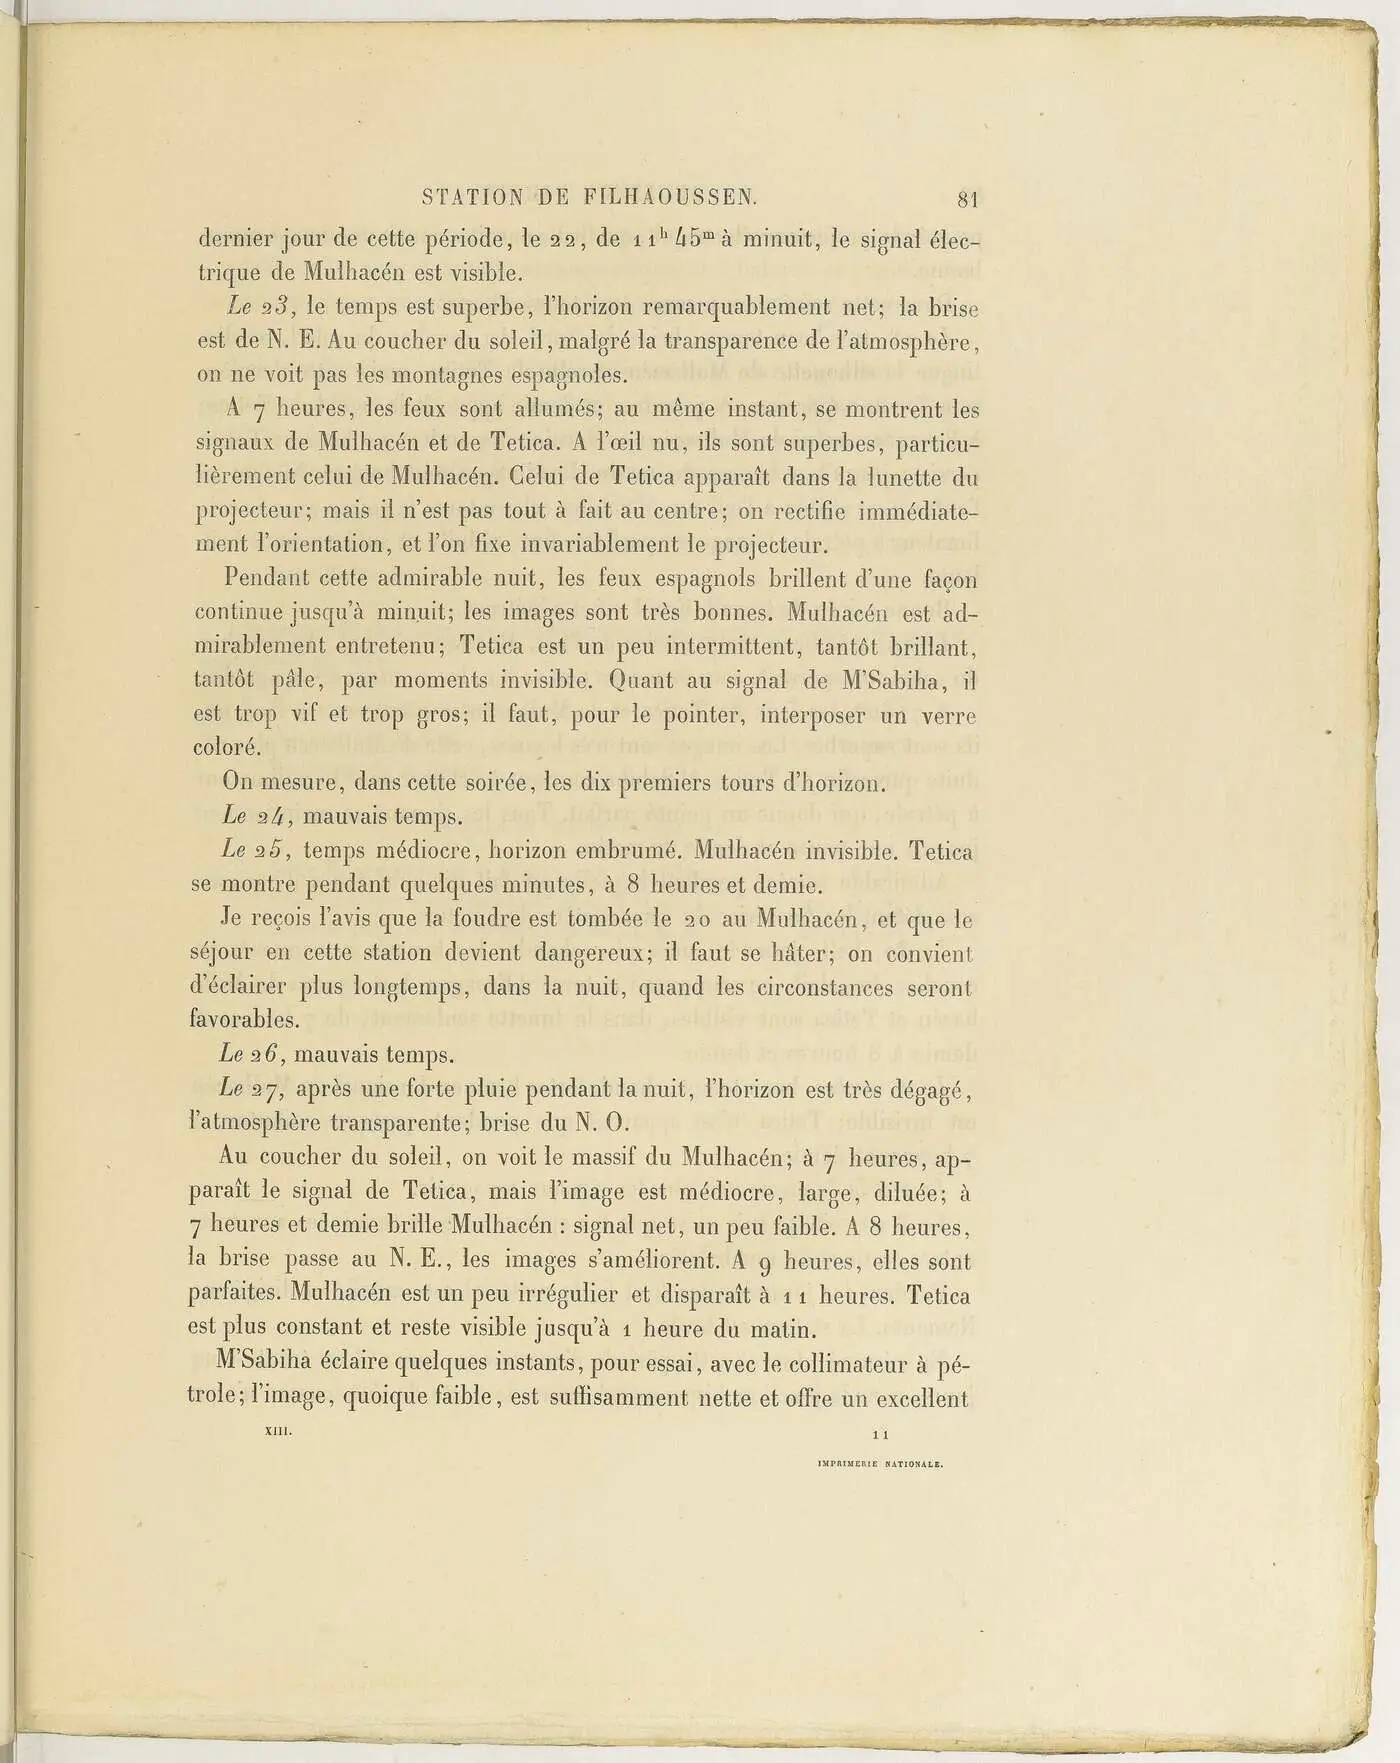 STATION DE FILHAOUSSEN. 81
dernier jour de cette période, le 22, de 11h 45m à minuit, le signal élec-
trique de Mulhacén est visible.
Le 23, le temps est superbe, l'horizon remarquablement net; la brise
est de N. E. Au coucher du soleil, malgré la transparence de l'atmosphère,
on ne voit pas les montagnes espagnoles.
A 7 heures, les feux sont allumés; au même instant, se montrent les
signaux de Mulhacén et de Tetica. A l'œil nu, ils sont superbes, particu-
lièrement celui de Mulhacén. Celui de Tetica apparaît dans la lunette du
projecteur; mais il n'est pas tout à fait au centre; on rectifie immédiate-
ment l'orientation, et l'on fixe invariablement le projecteur.
Pendant cette admirable nuit, les feux espagnols brillent d'une façon
continue jusqu'à minuit; les images sont très bonnes. Mulhacén est ad-
mirablement entretenu; Tetica est un peu intermittent, tantôt brillant,
tantôt pâle, par moments invisible. Quant au signal de M'Sabiha, il
est trop vif et trop gros; il faut, pour le pointer, interposer un verre
coloré.
On mesure, dans cette soirée, les dix premiers tours d'horizon.
Le 24, mauvais temps.
Le 25, temps médiocre, horizon embrumé. Mulhacén invisible. Tetica
se montre pendant quelques minutes, à 8 heures et demie.
Je reçois l'avis que la foudre est tombée le 20 au Mulhacén, et que le
séjour en cette station devient dangereux; il faut se hâter; on convient
d'éclairer plus longtemps, dans la nuit, quand les circonstances seront
favorables.
Le 26, mauvais temps.
Le 27, après une forte pluie pendant la nuit, l'horizon est très dégagé,
l'atmosphère transparente; brise du N. O.
Au coucher du soleil, on voit le massif du Mulhacén; à 7 heures, ap-
paraît le signal de Tetica, mais l'image est médiocre, large, diluée; à
7 heures et demie brille Mulhacén : signal net, un peu faible. A 8 heures,
la brise passe au N. E., les images s'améliorent. A 9 heures, elles sont
parfaites. Mulhacén est un peu irrégulier et disparaît à 11 heures. Tetica
est plus constant et reste visible jusqu'à 1 heure du matin.
M'Sabiha éclaire quelques instants, pour essai, avec le collimateur à pé-
trole; l'image, quoique faible, est suffisamment nette et offre un excellent
XIII. 11
IMPRIMERIE NATIONALE.